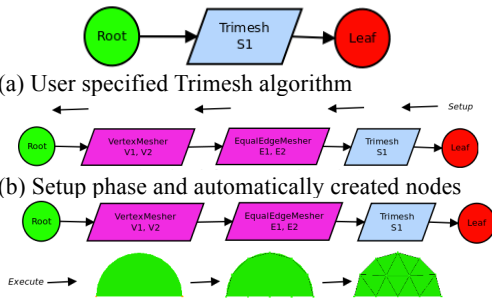 Root
Trimesh
S1
Leaf
(a) User specified Trimesh algorithm
Setup
Root
VertexMesher
V1, V2
EqualEdgeMesher
E1, E2
Trimesh
S1
Leaf
(b) Setup phase and automatically created nodes
Root
VertexMesher
V1, V2
EqualEdgeMesher
E1, E2
Trimesh
S1
Leaf
Execute